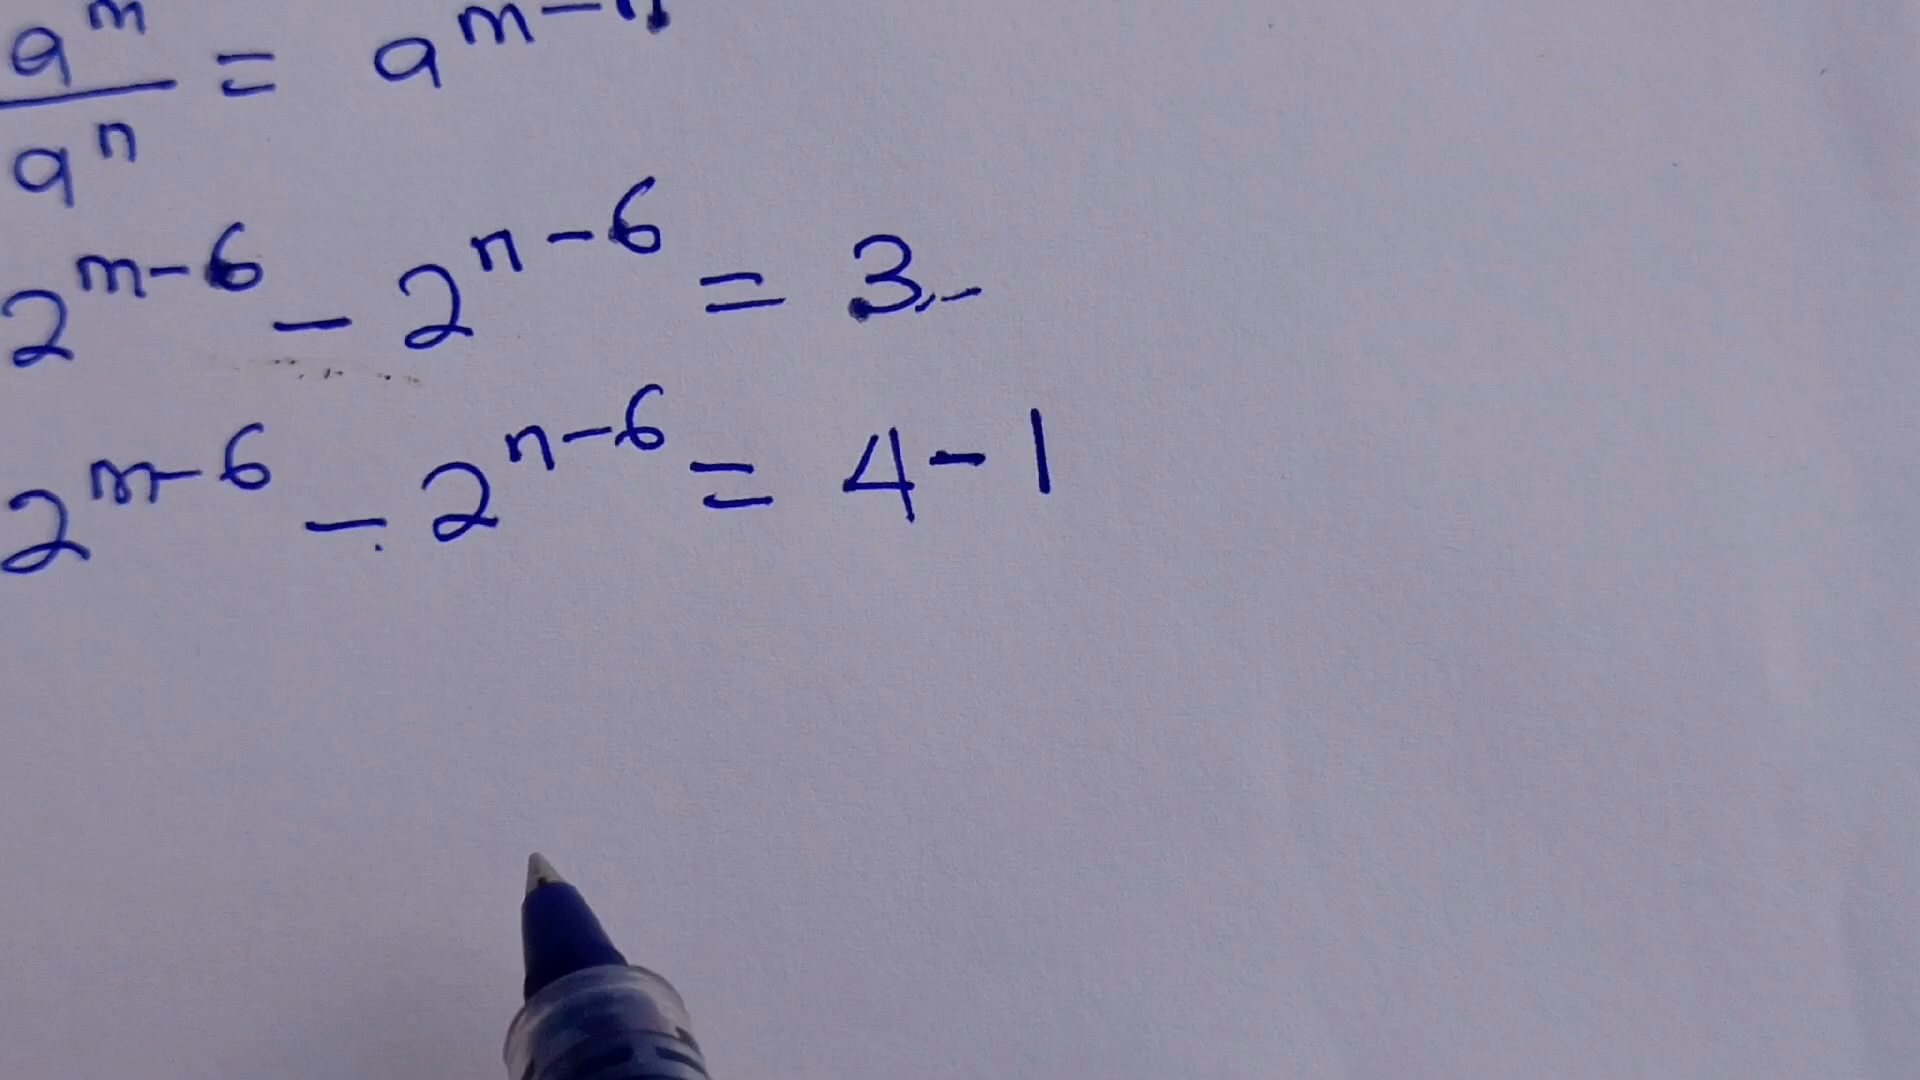 a^m/a^n = a^(m-n)
2^(m-6) - 2^(n-6) = 3
2^(m-6) - 2^(n-6) = 4-1